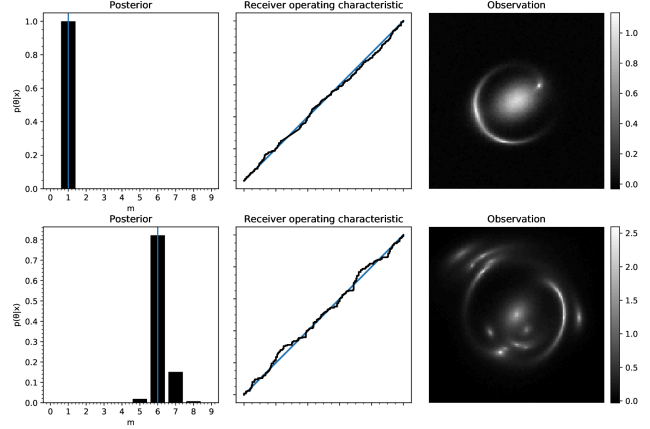 Posterior
Receiver operating characteristic
Observation
p(θ|x)
1.0
0.8
0.6
0.4
0.2
0.0
0 1 2 3 4 5 6 7 8 9
m
1.0
0.8
0.6
0.4
0.2
0.0
Posterior
Receiver operating characteristic
Observation
p(θ|x)
0.8
0.7
0.6
0.5
0.4
0.3
0.2
0.1
0.0
0 1 2 3 4 5 6 7 8 9
m
2.5
2.0
1.5
1.0
0.5
0.0